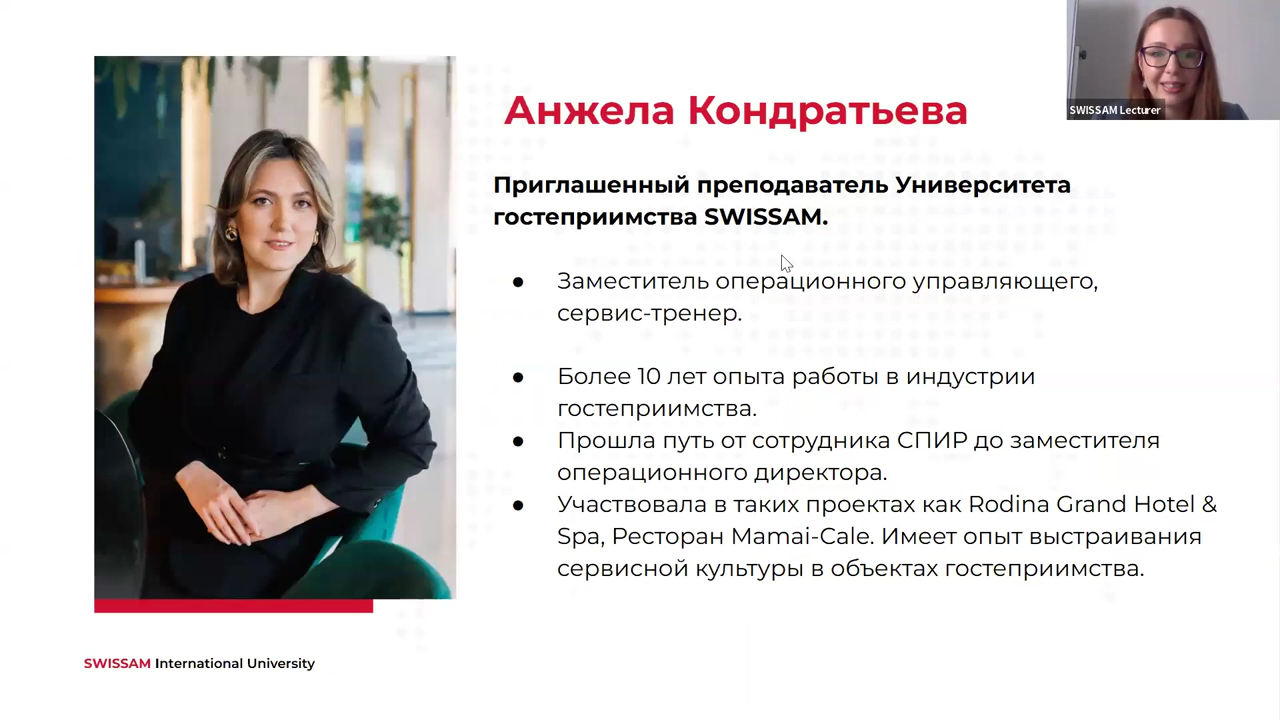 SWISSAM Lecturer
Анжела Кондратьева
Приглашенный преподаватель Университета
гостеприимства SWISSAM.
● Заместитель операционного управляющего,
сервис-тренер.
● Более 10 лет опыта работы в индустрии
гостеприимства.
● Прошла путь от сотрудника СПИР до заместителя
операционного директора.
● Участвовала в таких проектах как Rodina Grand Hotel &
Spa, Ресторан Mamai-Cale. Имеет опыт выстраивания
сервисной культуры в объектах гостеприимства.
SWISSAM International University